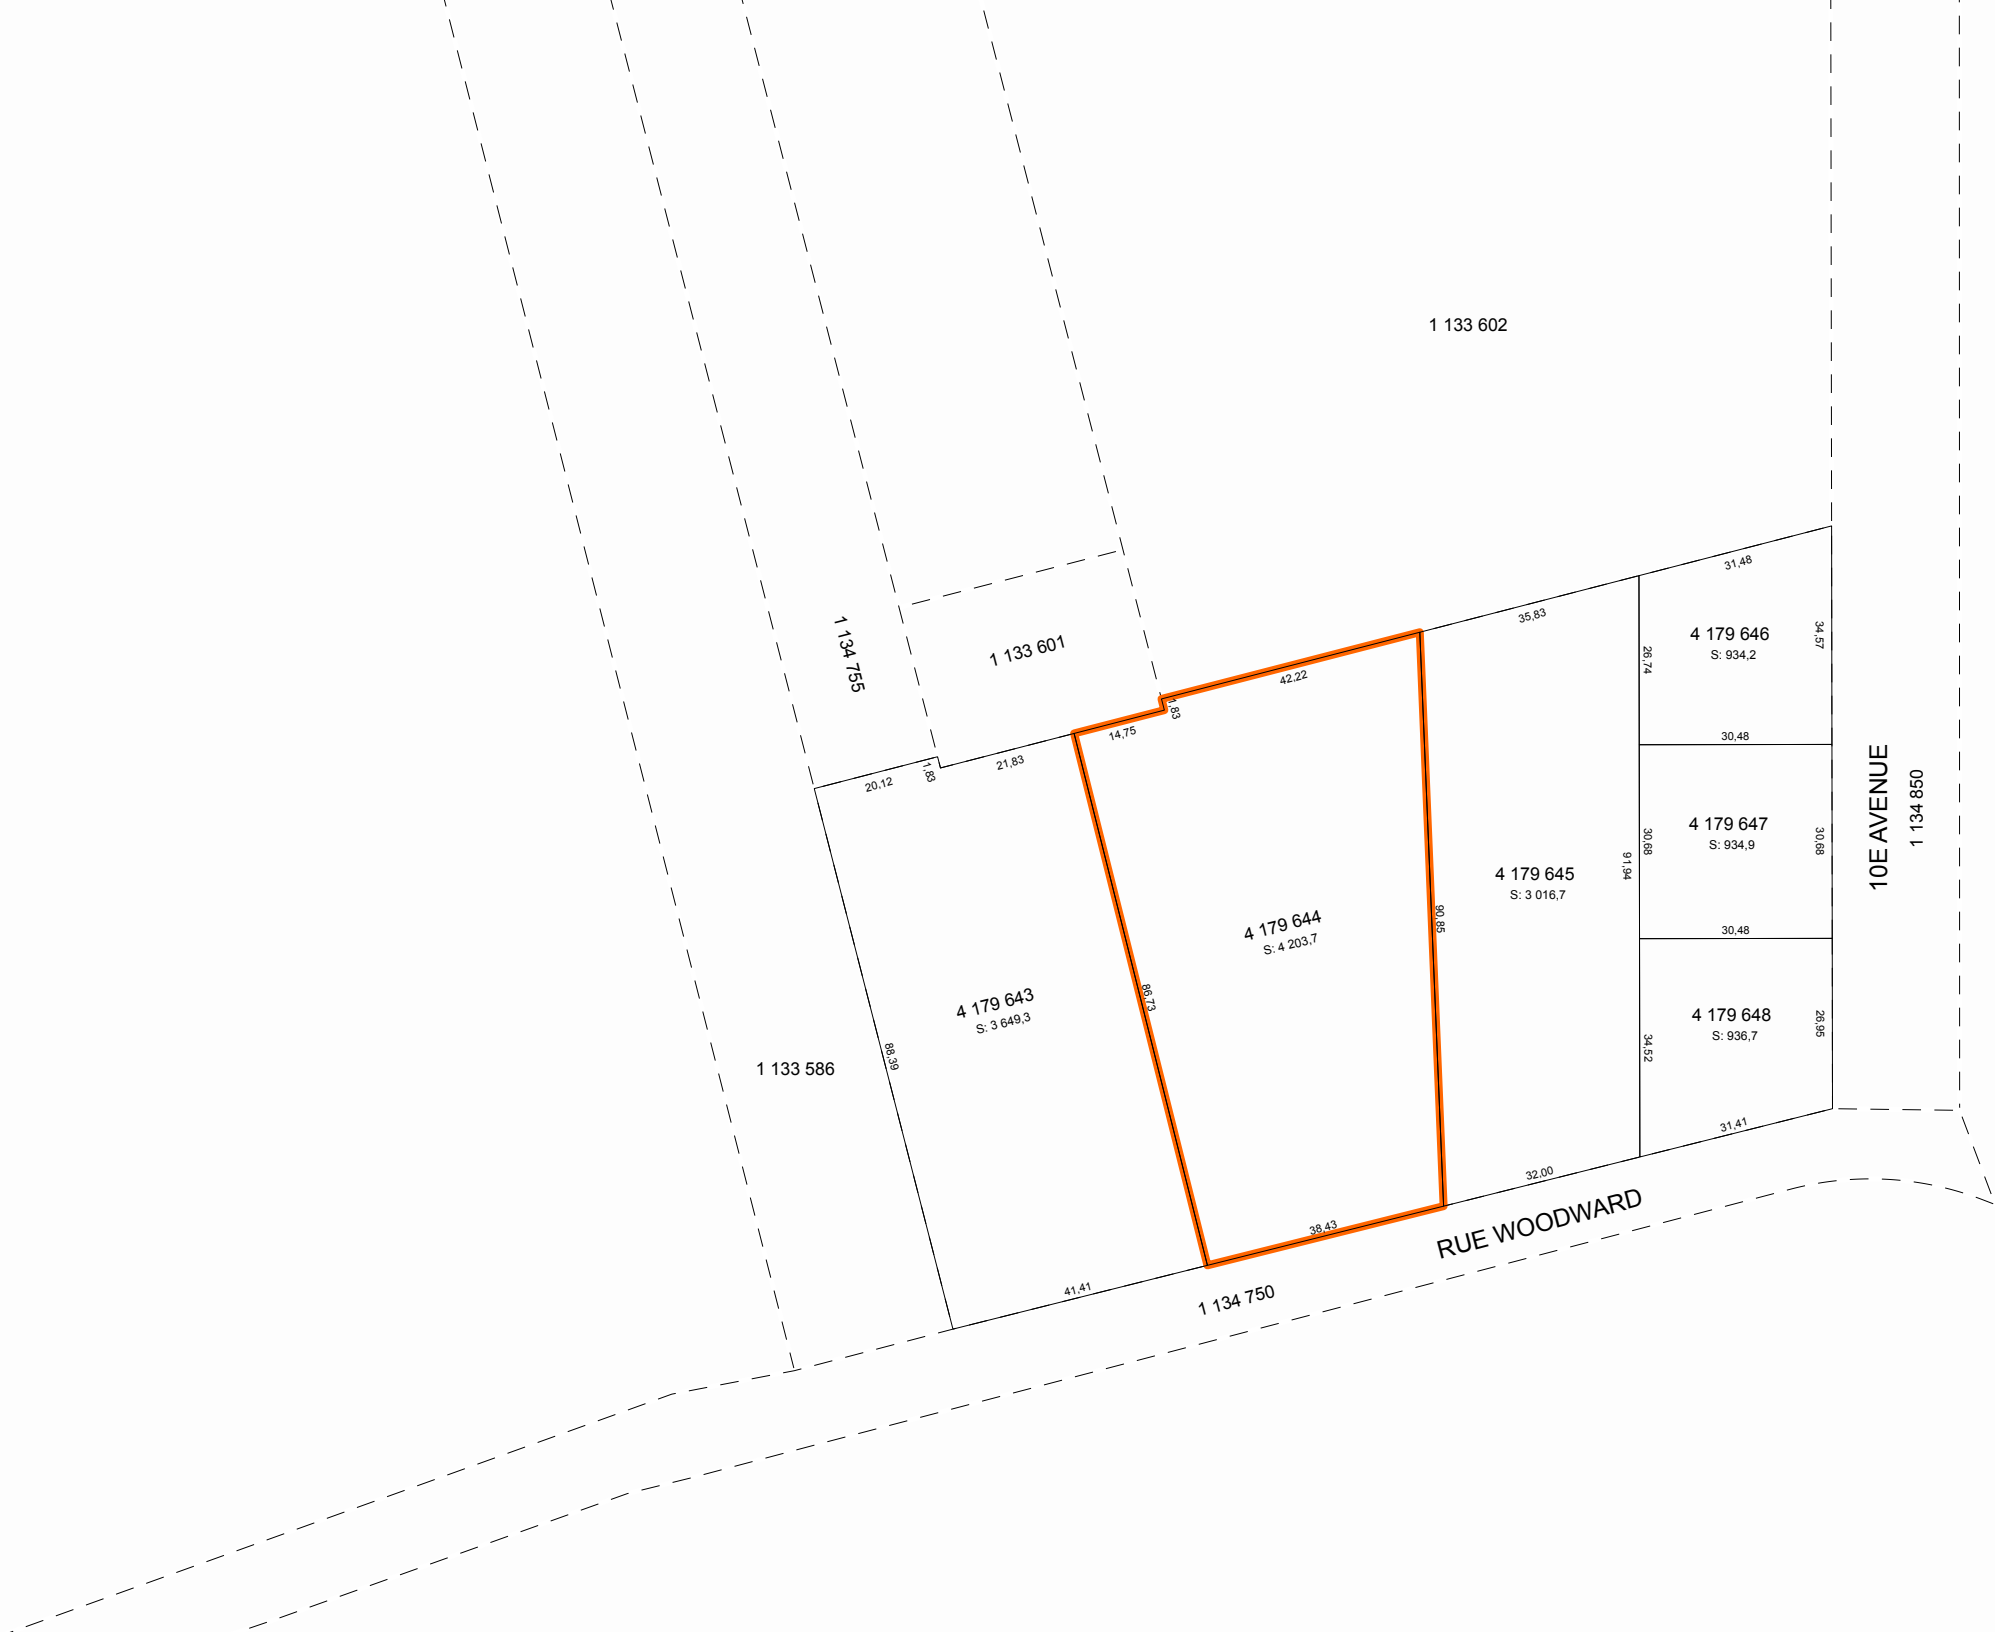 1 133 602
31,48
35,83
4 179 646
S: 934,2
34,57
26,74
1 134 755
1 133 601
42,22
1,83
14,75
30,48
21,83
1,83
20,12
10E AVENUE
1 134 850
4 179 647
S: 934,9
30,68
30,68
91,94
4 179 645
S: 3 016,7
90,85
4 179 644
S: 4 203,7
30,48
86,73
4 179 643
S: 3 649,3
4 179 648
S: 936,7
26,95
34,52
88,39
1 133 586
31,41
32,00
38,43
RUE WOODWARD
41,41
1 134 750